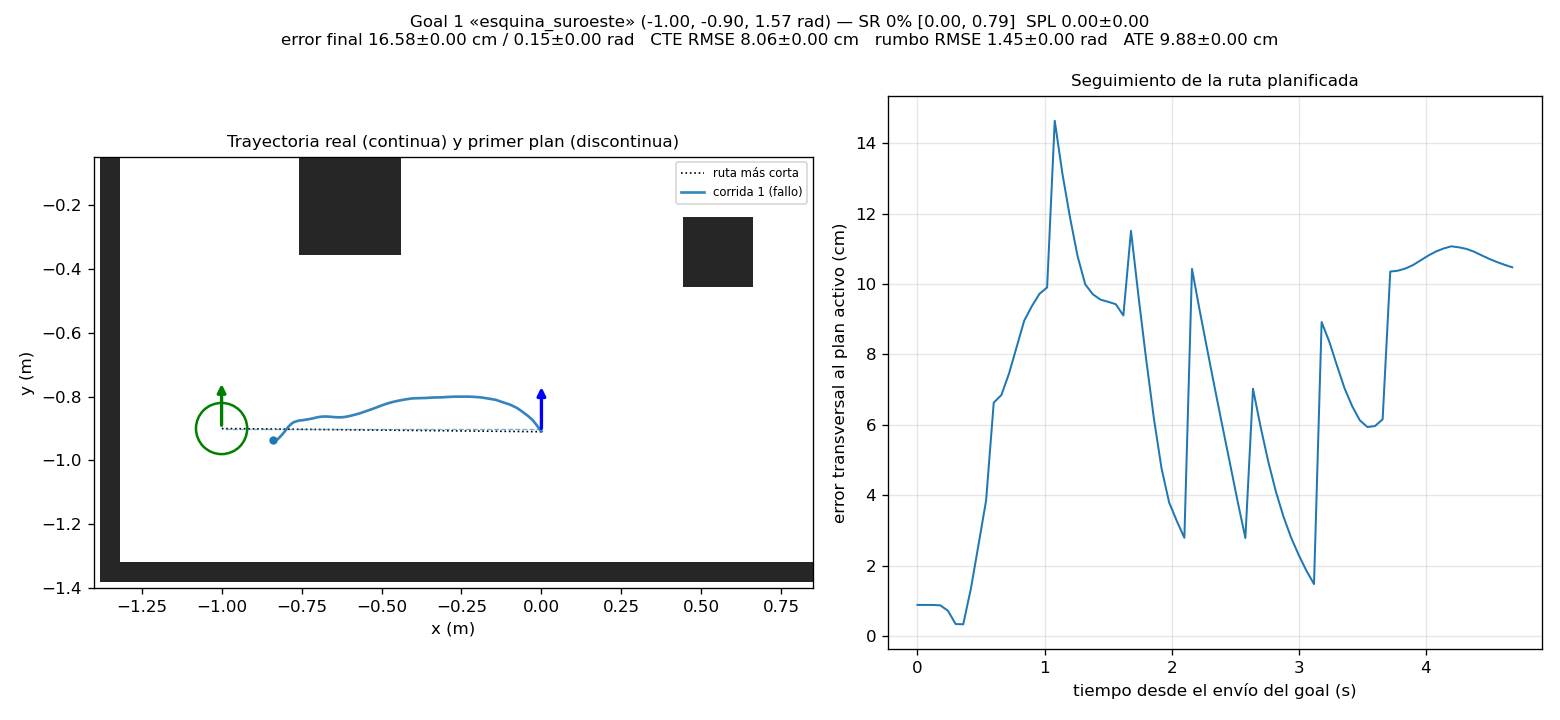 Goal 1 «esquina_suroeste» (-1.00, -0.90, 1.57 rad) — SR 0% [0.00, 0.79]  SPL 0.00±0.00
error final 16.58±0.00 cm / 0.15±0.00 rad   CTE RMSE 8.06±0.00 cm   rumbo RMSE 1.45±0.00 rad   ATE 9.88±0.00 cm
Trayectoria real (continua) y primer plan (discontinua)
ruta más corta
corrida 1 (fallo)
y (m)
−0.2
−0.4
−0.6
−0.8
−1.0
−1.2
−1.4
−1.25 −1.00 −0.75 −0.50 −0.25 0.00 0.25 0.50 0.75
x (m)
Seguimiento de la ruta planificada
error transversal al plan activo (cm)
14
12
10
8
6
4
2
0
0 1 2 3 4
tiempo desde el envío del goal (s)